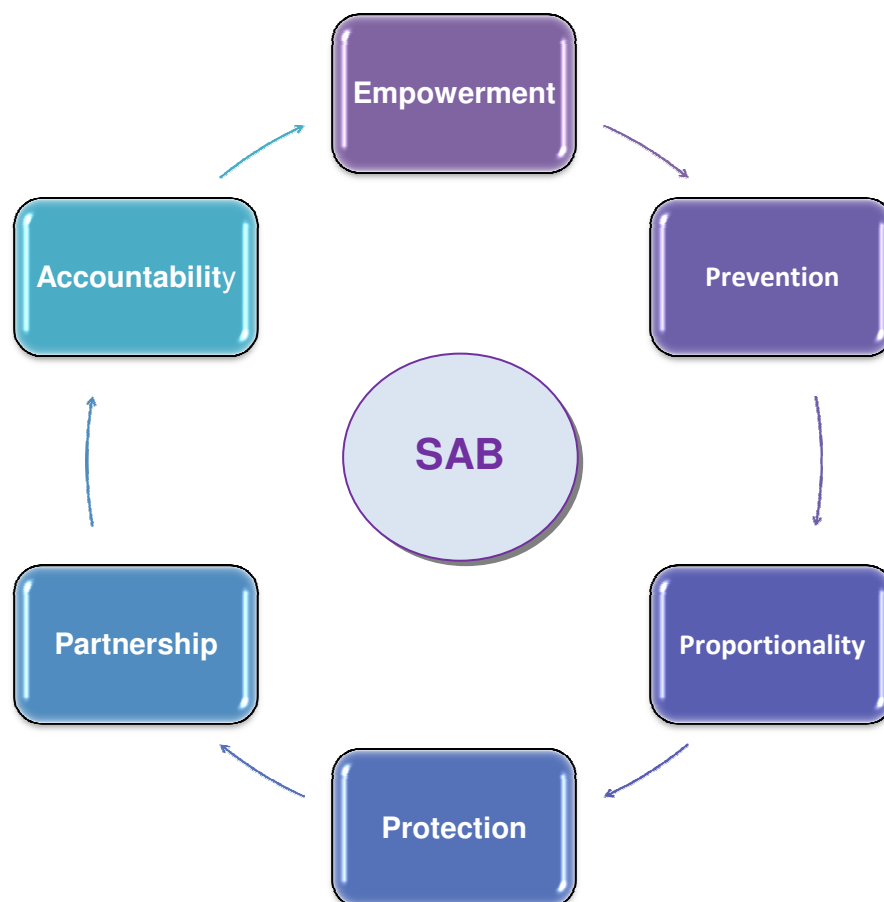 Empowerment
Prevention
Proportionality
Protection
Partnership
Accountability
SAB